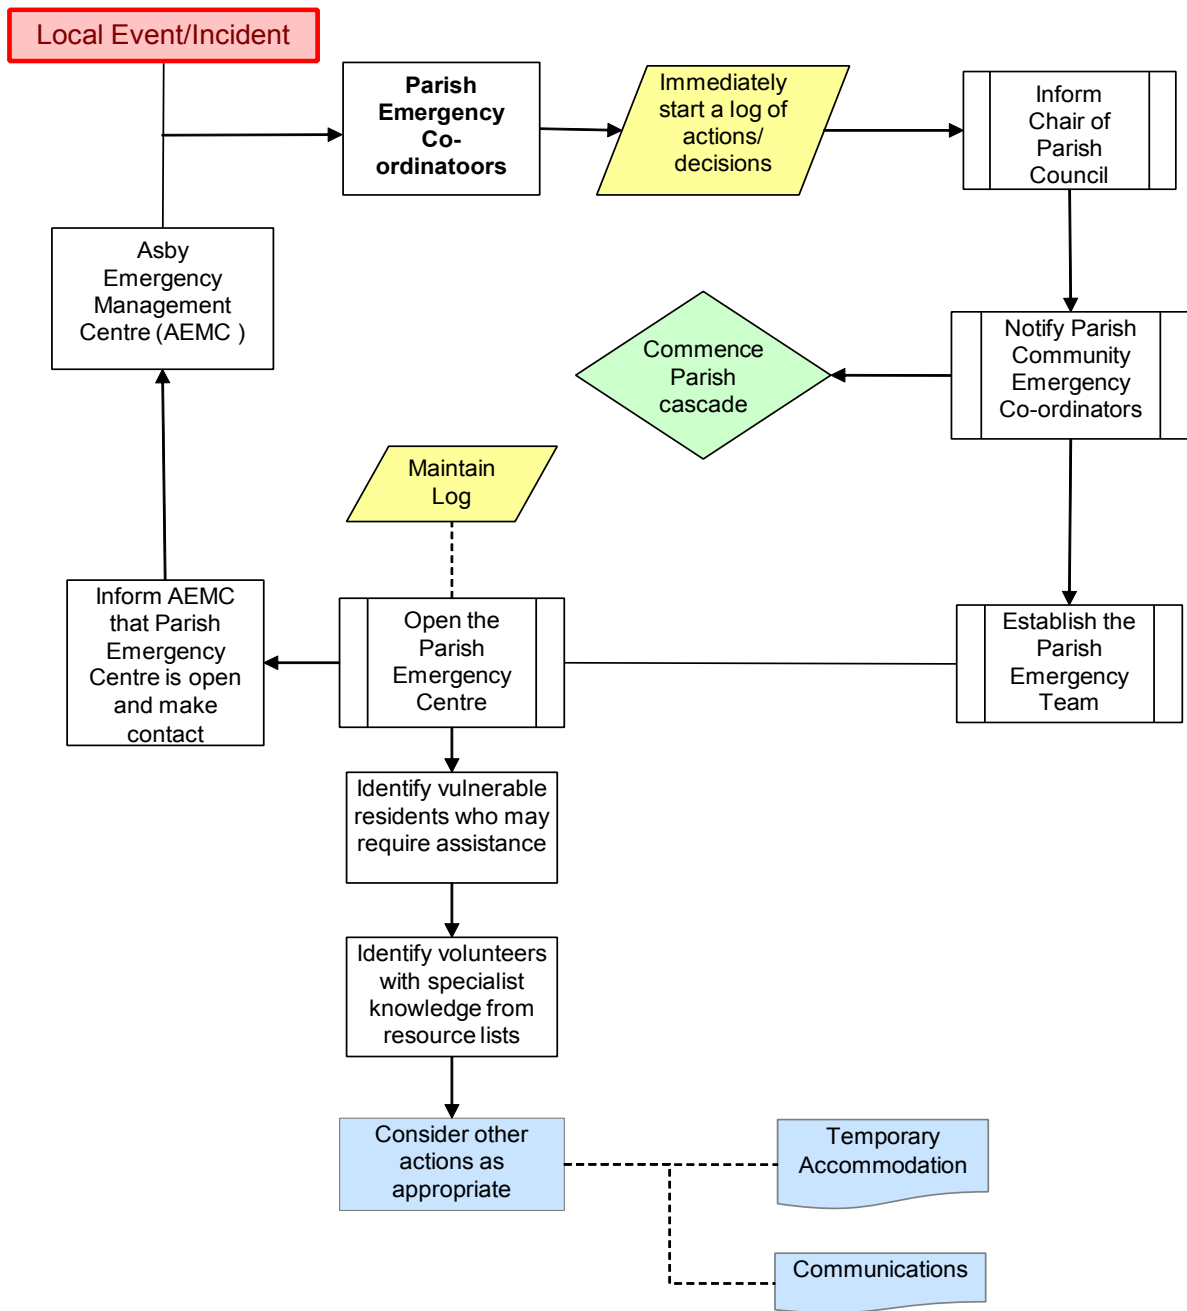 Local Event/Incident
Parish
Emergency
Co-
ordinatoors
Immediately
start a log of
actions/
decisions
Inform
Chair of
Parish
Council
Asby
Emergency
Management
Centre (AEMC )
Commence
Parish
cascade
Notify Parish
Community
Emergency
Co-ordinators
Maintain
Log
Inform AEMC
that Parish
Emergency
Centre is open
and make
contact
Open the
Parish
Emergency
Centre
Establish the
Parish
Emergency
Team
Identify vulnerable
residents who may
require assistance
Identify volunteers
with specialist
knowledge from
resource lists
Consider other
actions as
appropriate
Temporary
Accommodation
Communications